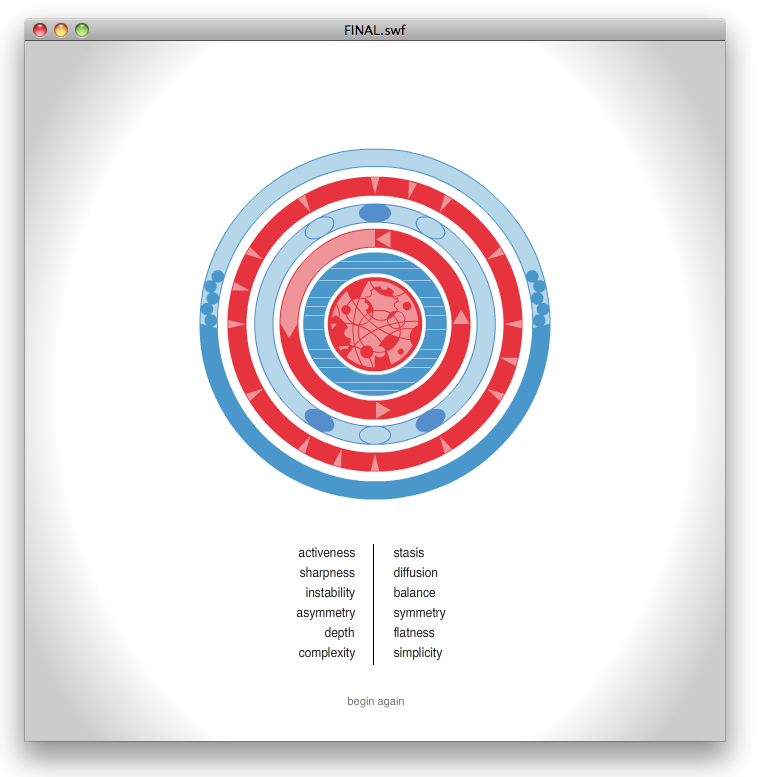 FINAL.swf
activeness stasis
sharpness diffusion
instability balance
asymmetry symmetry
depth flatness
complexity simplicity
begin again